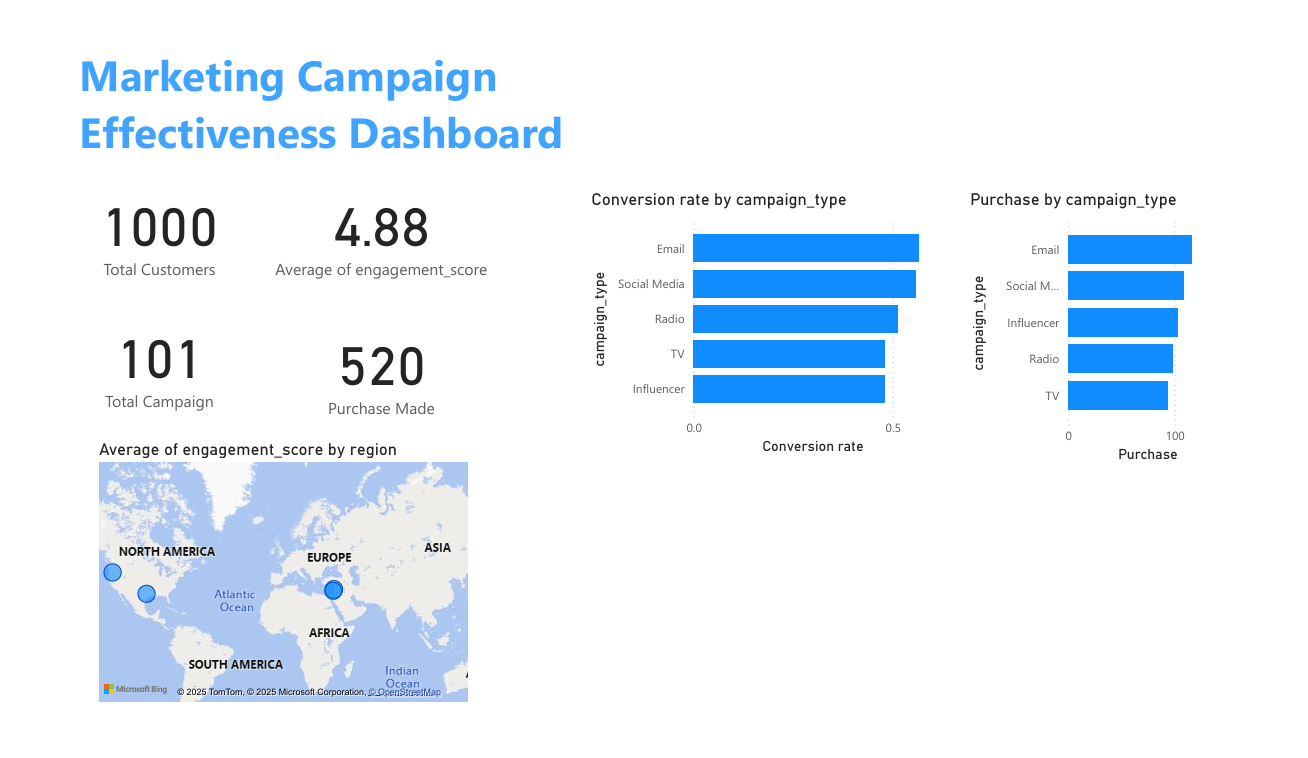 Marketing Campaign
Effectiveness Dashboard
1000
Total Customers
4.88
Average of engagement_score
101
Total Campaign
520
Purchase Made
Average of engagement_score by region
NORTH AMERICA
EUROPE
ASIA
Atlantic
Ocean
AFRICA
SOUTH AMERICA
Indian
Ocean
Microsoft Bing
© 2025 TomTom, © 2025 Microsoft Corporation, © OpenStreetMap
Conversion rate by campaign_type
campaign_type
Email
Social Media
Radio
TV
Influencer
0.0
0.5
Conversion rate
Purchase by campaign_type
campaign_type
Email
Social M...
Influencer
Radio
TV
0
100
Purchase